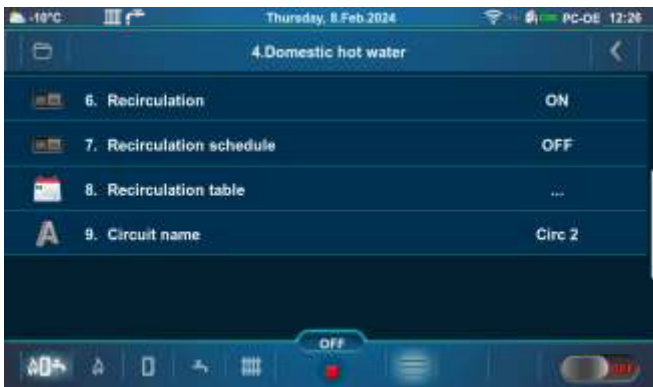 -10°C Thursday, 8.Feb.2024 PC-OE 12:26
4.Domestic hot water
6. Recirculation ON
7. Recirculation schedule OFF
8. Recirculation table ...
9. Circuit name Circ 2
OFF
OFF